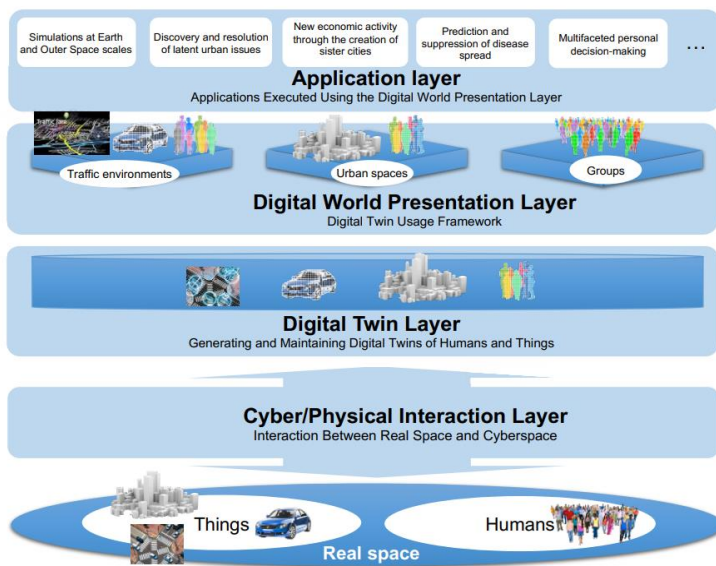 Simulations at Earth
and Outer Space scales
Discovery and resolution
of latent urban issues
New economic activity
through the creation of
sister cities
Prediction and
suppression of disease
spread
Multifaceted personal
decision-making
...
Application layer
Applications Executed Using the Digital World Presentation Layer
Traffic environments
Urban spaces
Groups
Digital World Presentation Layer
Digital Twin Usage Framework
Digital Twin Layer
Generating and Maintaining Digital Twins of Humans and Things
Cyber/Physical Interaction Layer
Interaction Between Real Space and Cyberspace
Things
Humans
Real space